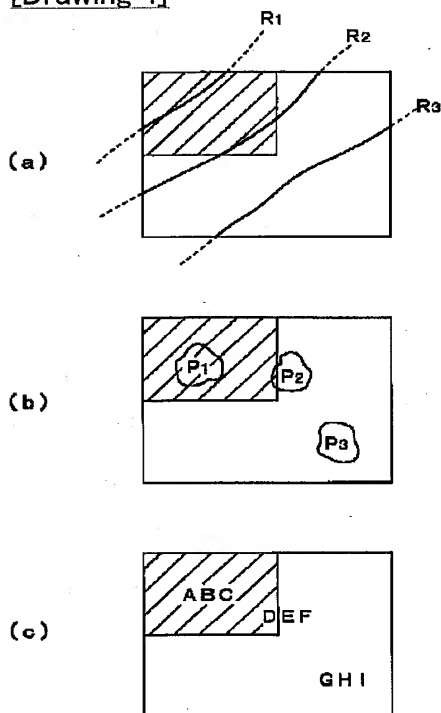 [Drawing 4]
R1
R2
R3
(a)
(b)
P1
P2
P3
(c)
ABC
DEF
GHI